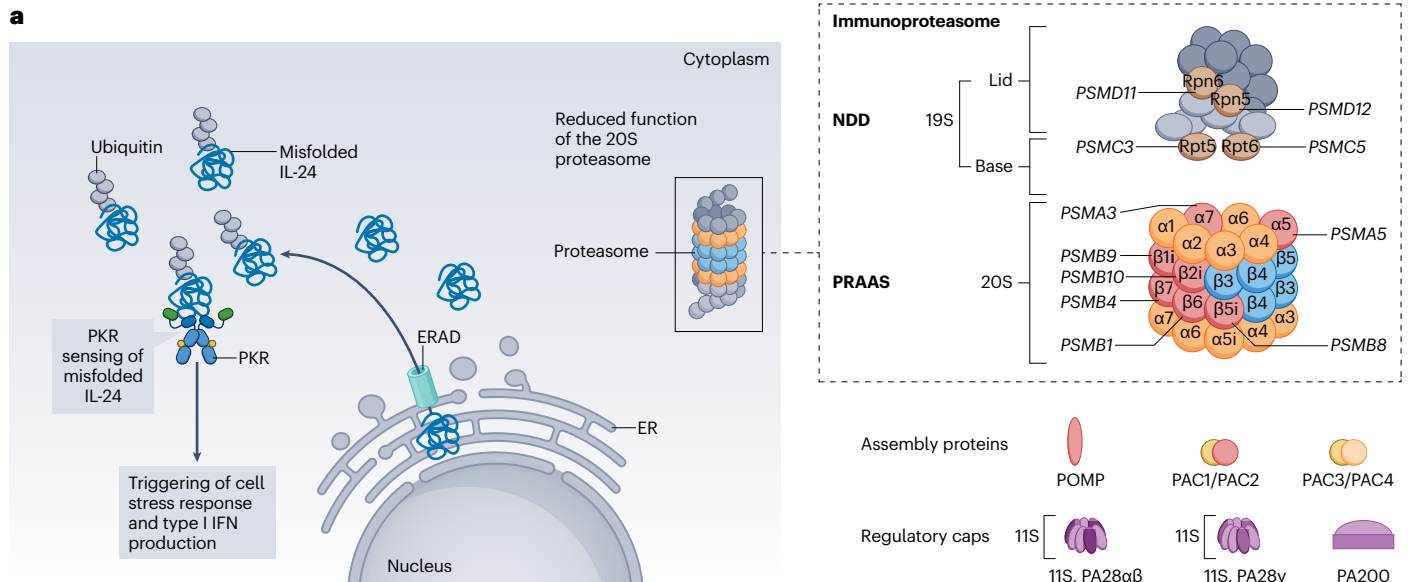 a
Cytoplasm
Ubiquitin
Misfolded
IL-24
Reduced function
of the 20S
proteasome
Proteasome
PKR
sensing of
misfolded
IL-24
PKR
ERAD
ER
Triggering of cell
stress response
and type I IFN
production
Nucleus
Immunoproteasome
NDD
19S
Lid
Base
PSMD11
Rpn6
Rpn5
PSMD12
PSMC3
Rpt5
Rpt6
PSMC5
PRAAS
20S
PSMA3
PSMB9
PSMB10
PSMB4
PSMB1
α7
α6
α1
α5
α2
α3
α4
β1i
β2i
β3
β4
β5
β7
β6
β5i
β4
β3
α7
α6
α5i
α4
α3
PSMA5
PSMB8
Assembly proteins
POMP
PAC1/PAC2
PAC3/PAC4
Regulatory caps
11S
11S, PA28αβ
11S
11S, PA28γ
PA200